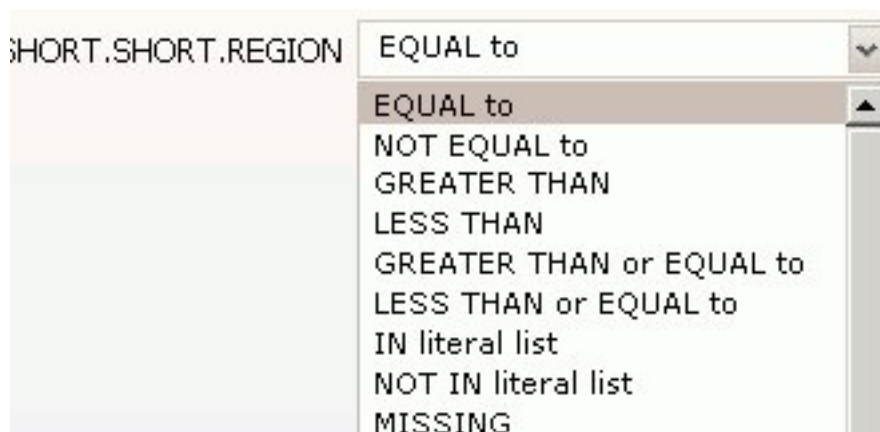 SHORT.SHORT.REGION EQUAL to
EQUAL to
NOT EQUAL to
GREATER THAN
LESS THAN
GREATER THAN or EQUAL to
LESS THAN or EQUAL to
IN literal list
NOT IN literal list
MISSING